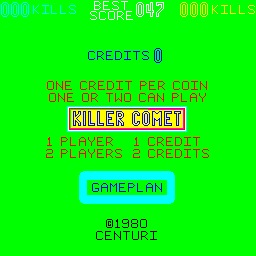 000KILLS BEST SCORE 047 000KILLS
CREDITS 0
ONE CREDIT PER COIN
ONE OR TWO CAN PLAY
KILLER COMET
1 PLAYER 1 CREDIT
2 PLAYERS 2 CREDITS
GAMEPLAN
©1980
CENTURI